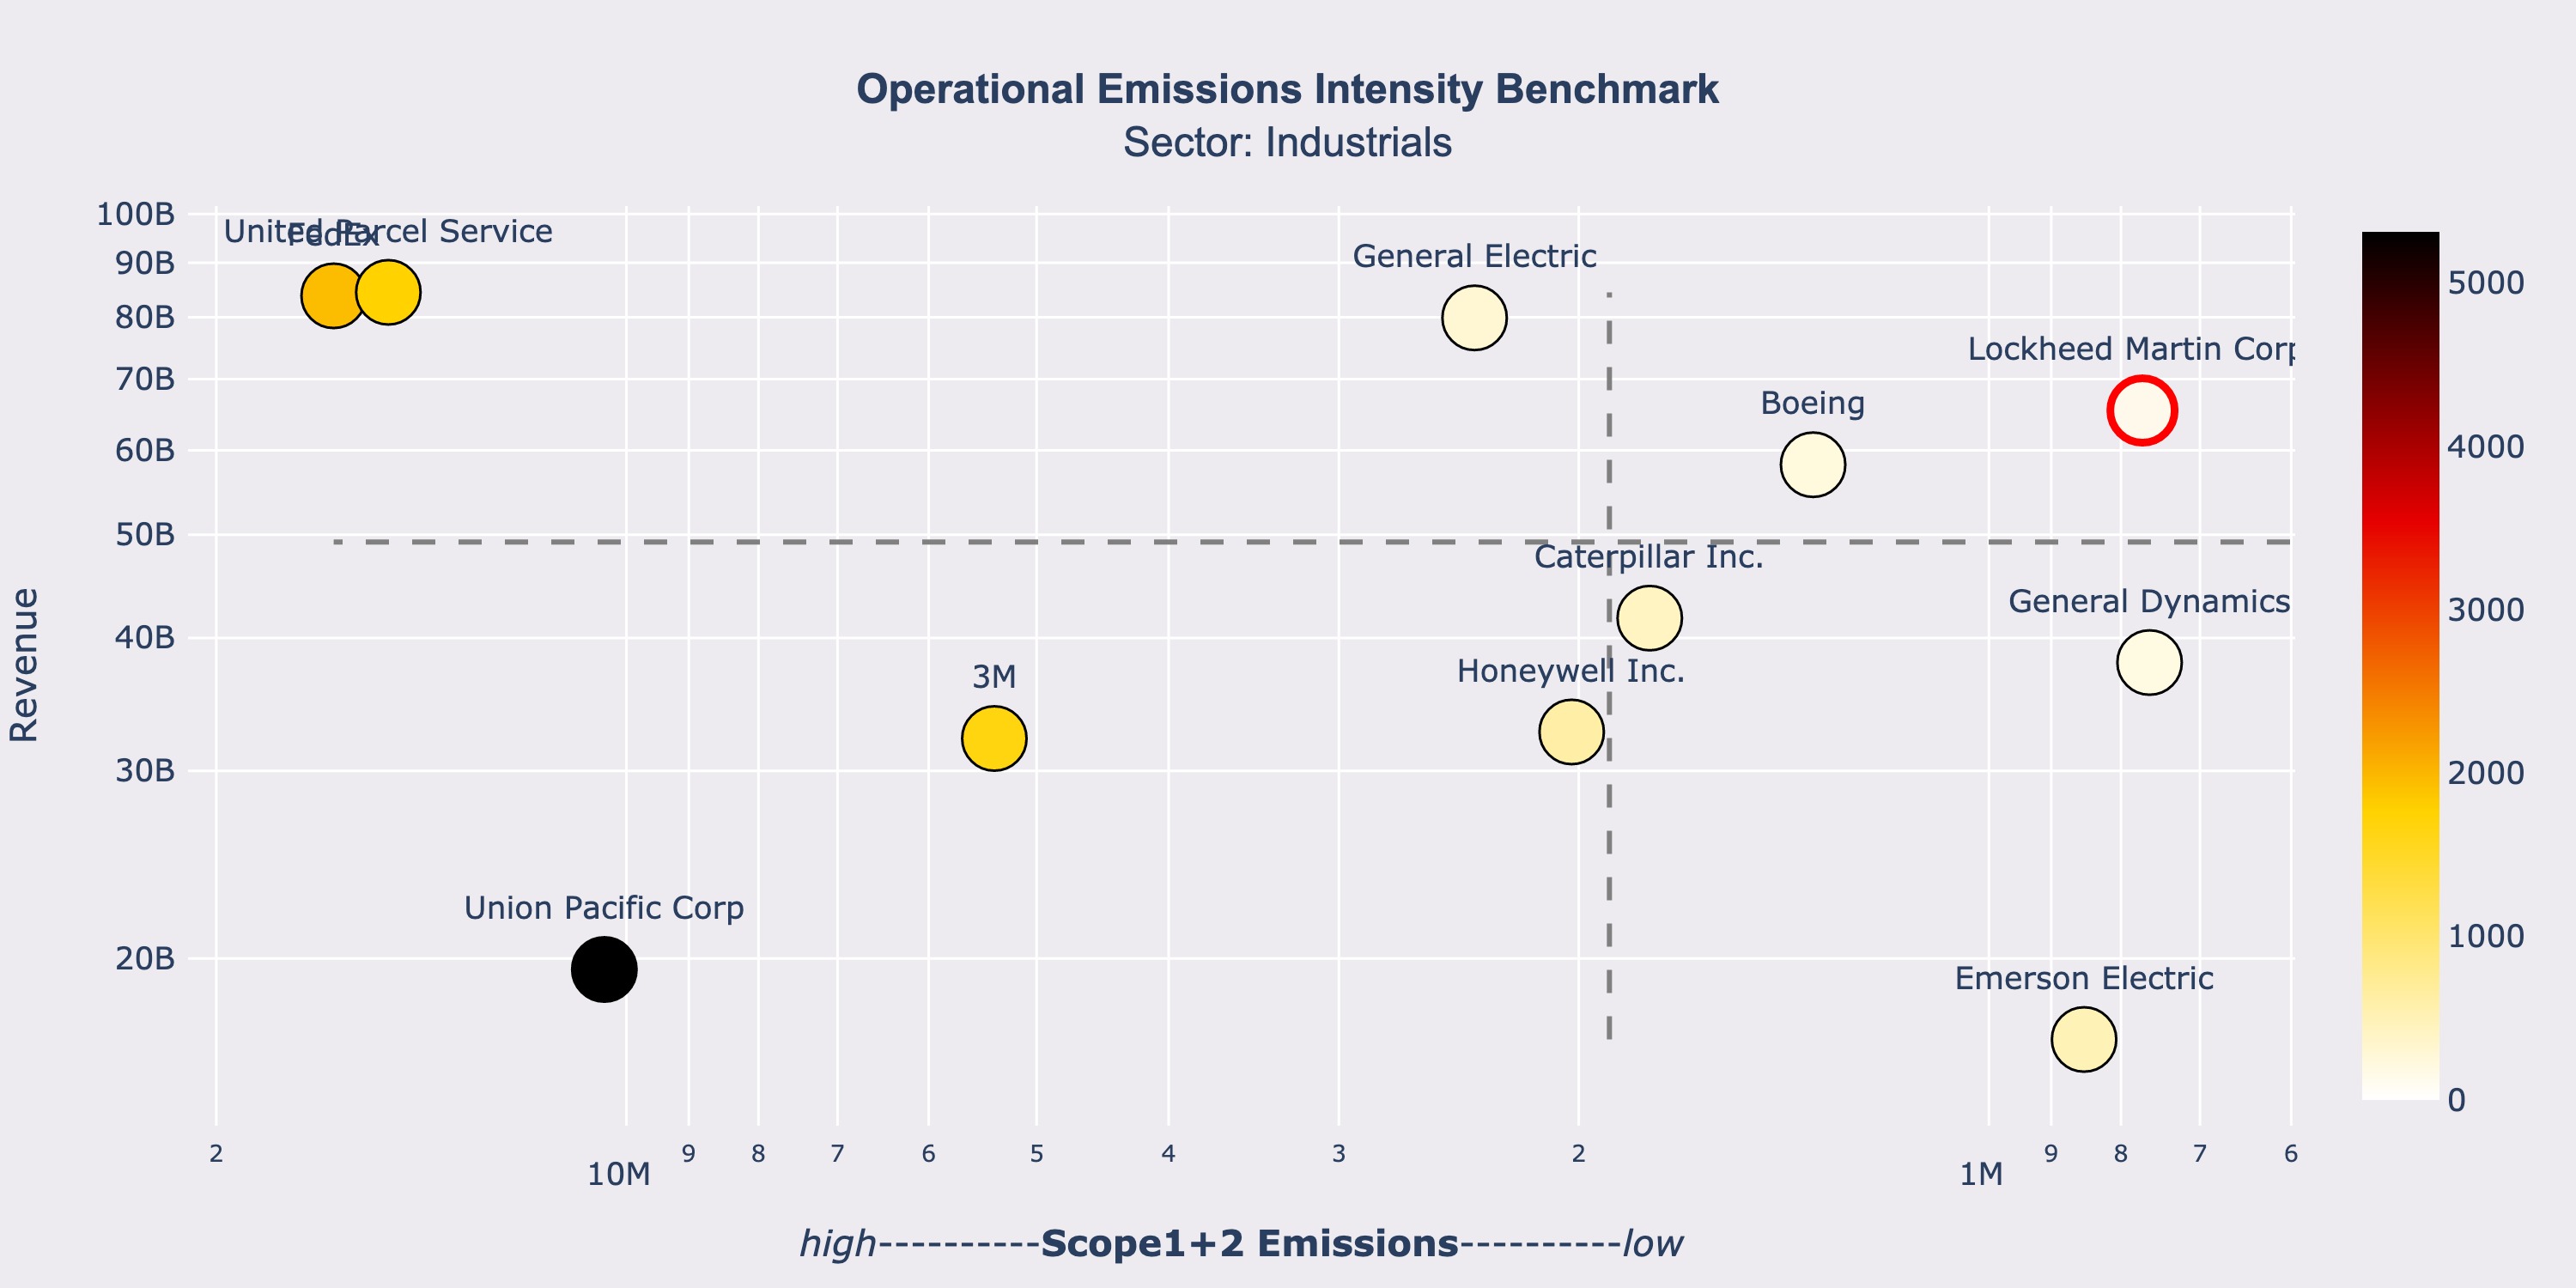 Operational Emissions Intensity Benchmark
Sector: Industrials
100B
90B
80B
70B
60B
50B
40B
30B
20B
Revenue
United Parcel Service
FedEx
General Electric
Lockheed Martin Corp
Boeing
Caterpillar Inc.
General Dynamics
Honeywell Inc.
3M
Union Pacific Corp
Emerson Electric
5000
4000
3000
2000
1000
0
2 9 8 7 6 5 4 3 2 9 8 7 6
10M 1M
high----------Scope1+2 Emissions----------low